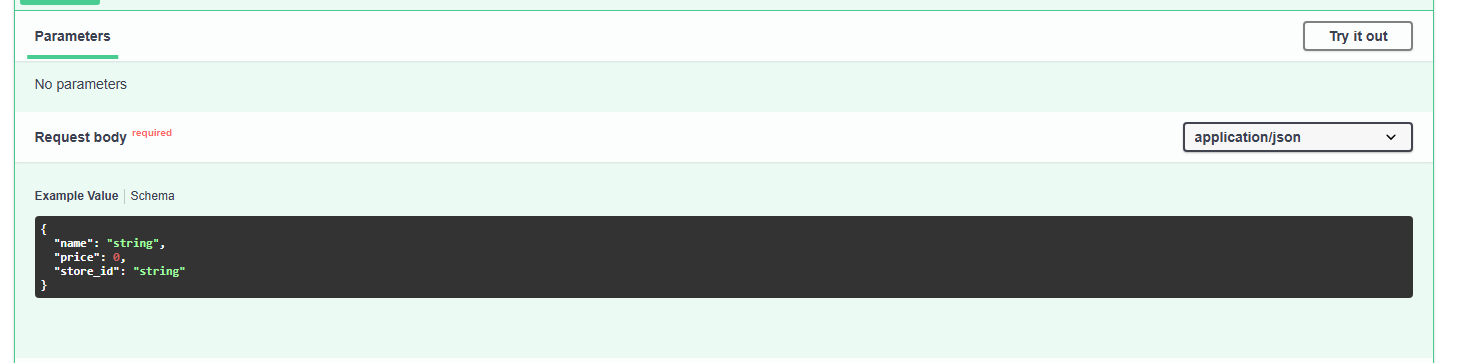 Parameters
Try it out
No parameters
Request body required
application/json
Example Value
Schema
{
  "name": "string",
  "price": 0,
  "store_id": "string"
}